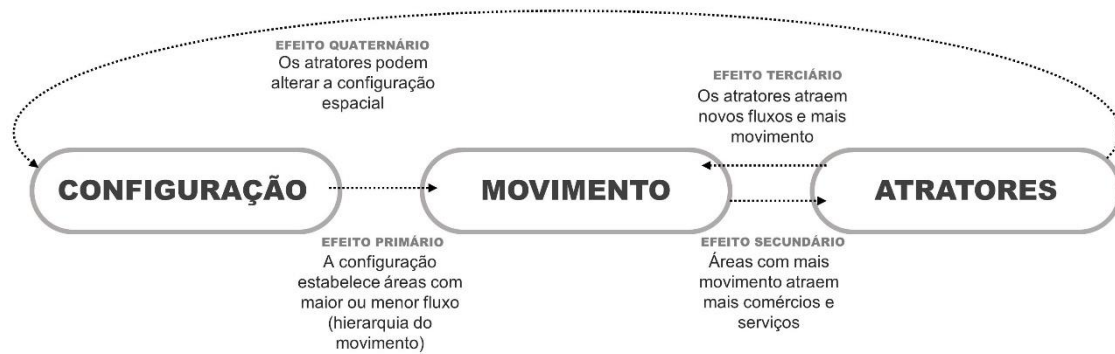 EFEITO QUATERNÁRIO
Os atratores podem
alterar a configuração
espacial
EFEITO TERCIÁRIO
Os atratores atraem
novos fluxos e mais
movimento
CONFIGURAÇÃO
MOVIMENTO
ATRATORES
EFEITO PRIMÁRIO
A configuração
estabelece áreas com
maior ou menor fluxo
(hierarquia do
movimento)
EFEITO SECUNDÁRIO
Áreas com mais
movimento atraem
mais comércios e
serviços